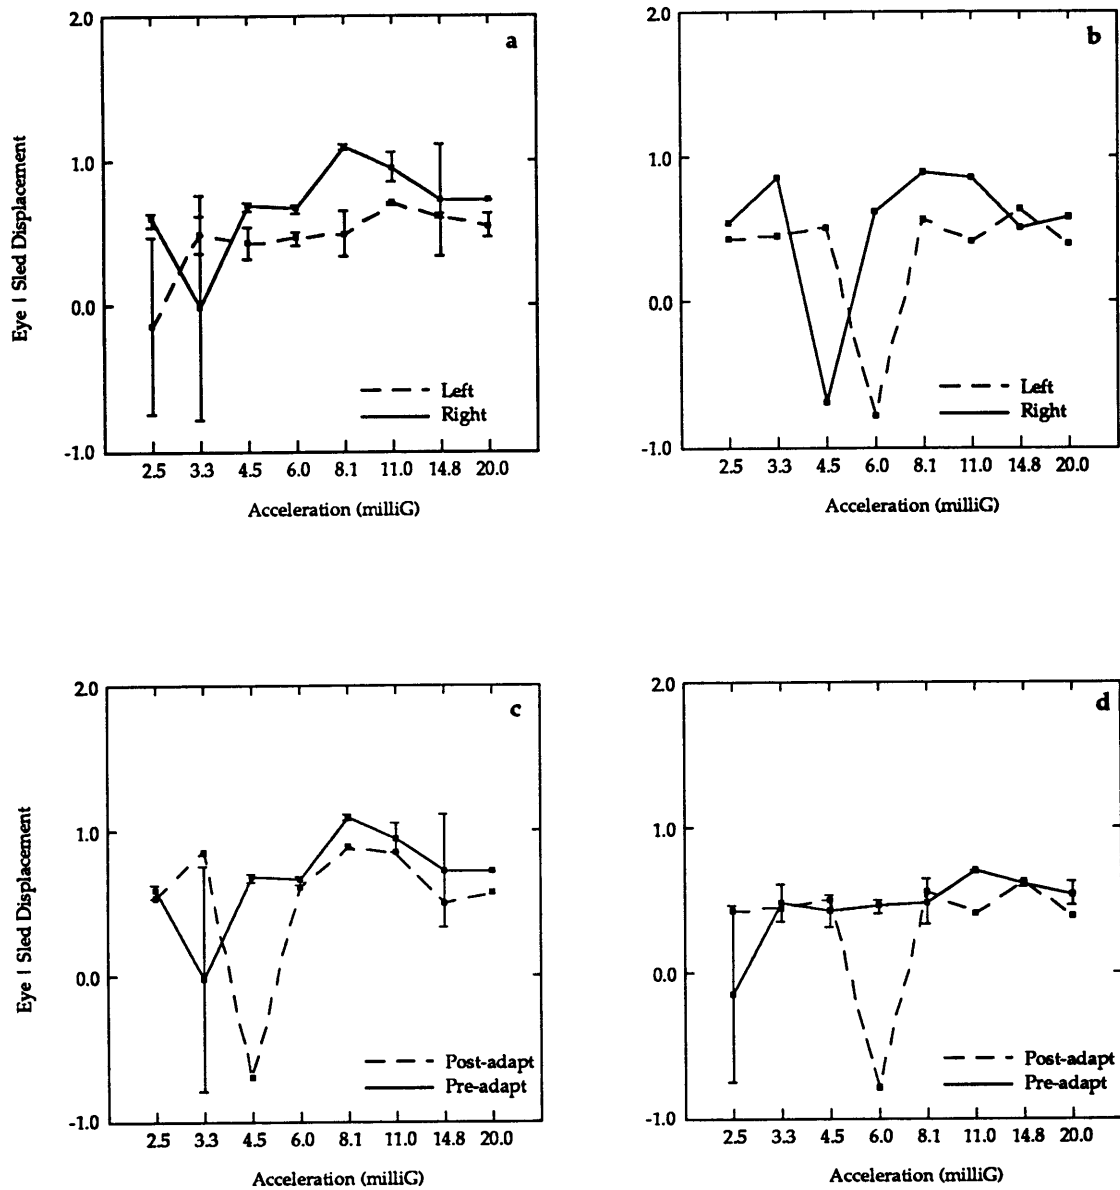 a
2.0
1.0
0.0
-1.0
Eye | Sled Displacement
Left
Right
2.5 3.3 4.5 6.0 8.1 11.0 14.8 20.0
Acceleration (milliG)
b
2.0
1.0
0.0
-1.0
Left
Right
2.5 3.3 4.5 6.0 8.1 11.0 14.8 20.0
Acceleration (milliG)
c
2.0
1.0
0.0
-1.0
Eye | Sled Displacement
Post-adapt
Pre-adapt
2.5 3.3 4.5 6.0 8.1 11.0 14.8 20.0
Acceleration (milliG)
d
2.0
1.0
0.0
-1.0
Post-adapt
Pre-adapt
2.5 3.3 4.5 6.0 8.1 11.0 14.8 20.0
Acceleration (milliG)